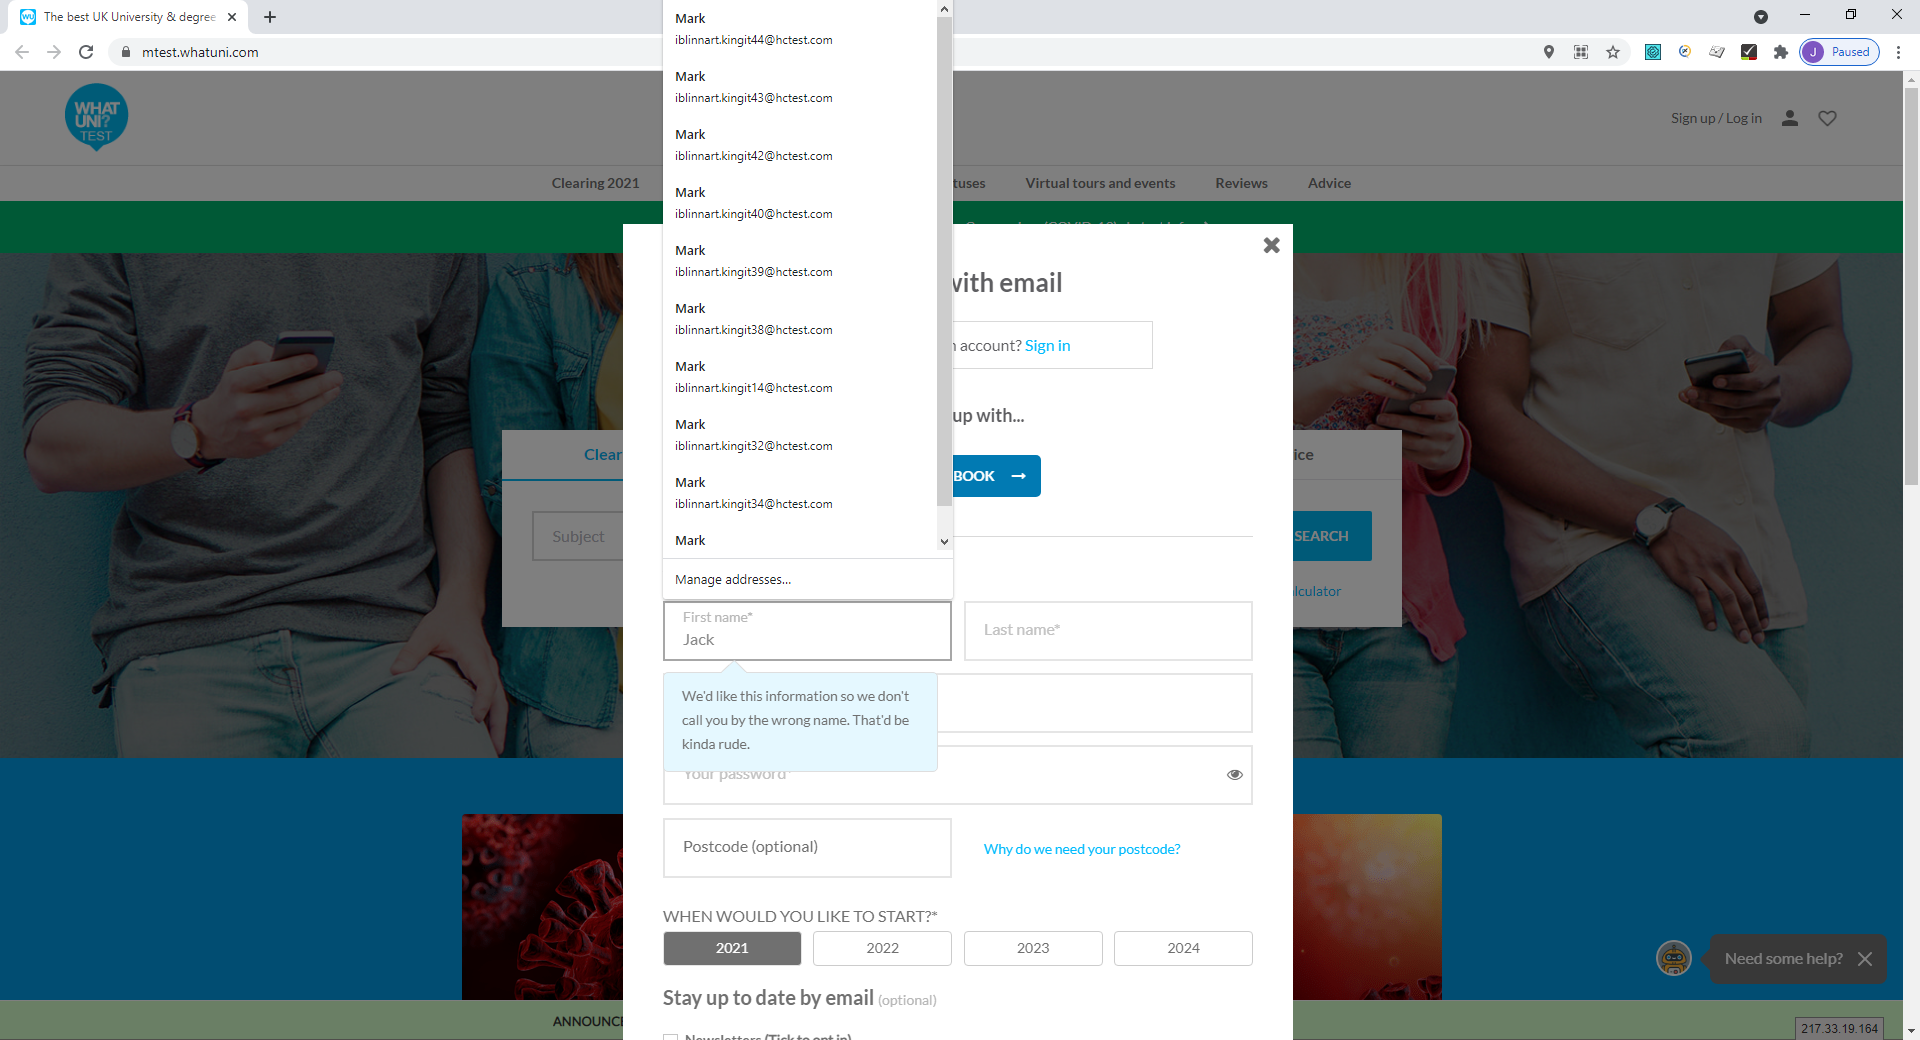 The best UK University & degree
mtest.whatuni.com
J Paused
WHAT
UNI?
TEST
Sign up / Log in
Clearing 2021
tuses
Virtual tours and events
Reviews
Advice
Mark
iblinnart.kingit44@hctest.com
Mark
iblinnart.kingit43@hctest.com
Mark
iblinnart.kingit42@hctest.com
Mark
iblinnart.kingit40@hctest.com
Mark
iblinnart.kingit39@hctest.com
Mark
iblinnart.kingit38@hctest.com
Mark
iblinnart.kingit14@hctest.com
Mark
iblinnart.kingit32@hctest.com
Mark
iblinnart.kingit34@hctest.com
Mark
Manage addresses...
with email
account? Sign in
up with...
BOOK
Clear
ice
Subject
SEARCH
lculator
First name*
Jack
Last name*
We'd like this information so we don't
call you by the wrong name. That'd be
kinda rude.
Your password*
Postcode (optional)
Why do we need your postcode?
WHEN WOULD YOU LIKE TO START?*
2021
2022
2023
2024
Stay up to date by email (optional)
Newsletters (Tick to opt in)
Need some help?
ANNOUNCE
217.33.19.164